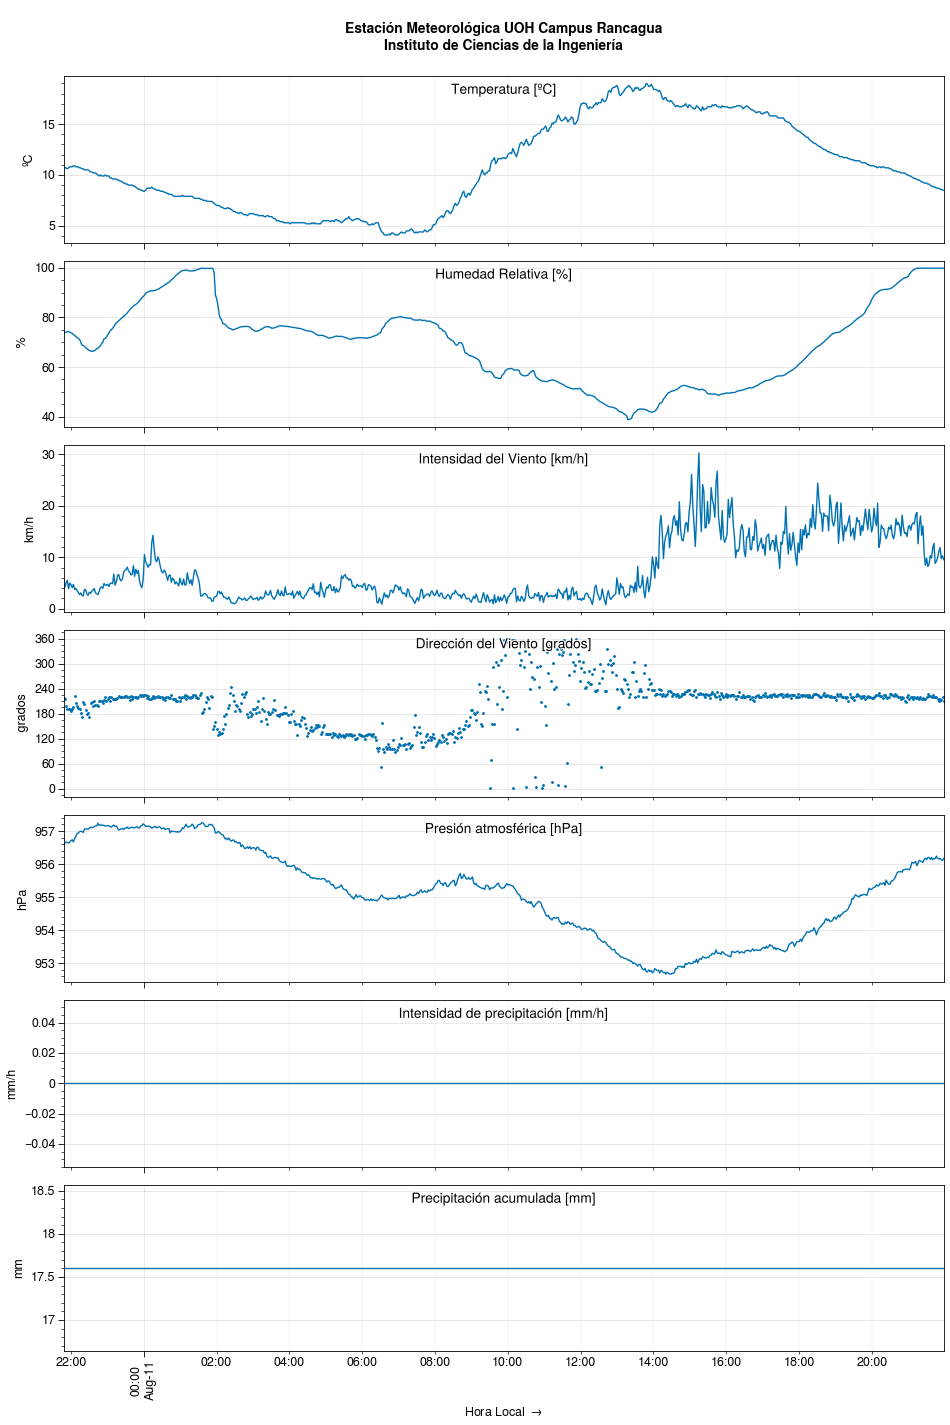 Estación Meteorológica UOH Campus Rancagua
Instituto de Ciencias de la Ingeniería
Temperatura [ºC]
ºC
15
10
5
Humedad Relativa [%]
%
100
80
60
40
Intensidad del Viento [km/h]
km/h
30
20
10
0
Dirección del Viento [grados]
grados
360
300
240
180
120
60
0
Presión atmosférica [hPa]
hPa
957
956
955
954
953
Intensidad de precipitación [mm/h]
mm/h
0.04
0.02
0
−0.02
−0.04
Precipitación acumulada [mm]
mm
18.5
18
17.5
17
22:00
00:00
Aug-11
02:00
04:00
06:00
08:00
10:00
12:00
14:00
16:00
18:00
20:00
Hora Local →